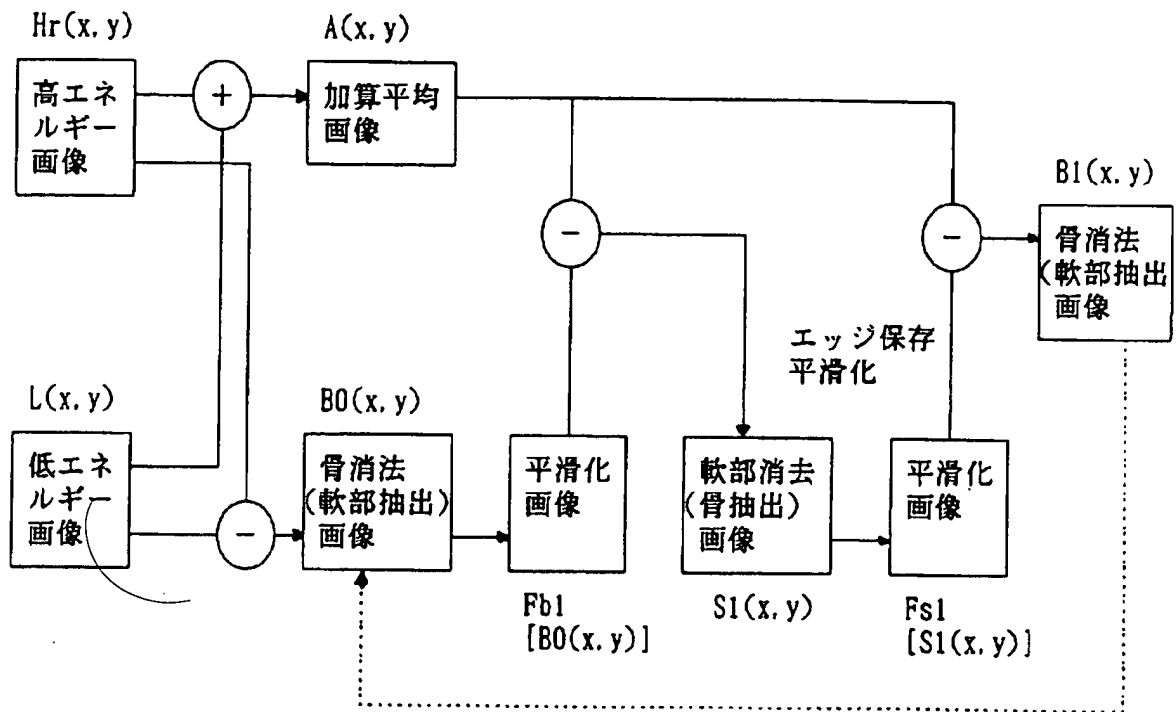 Hr(x,y)
高エネ
ルギー
画像
+
A(x,y)
加算平均
画像
-
-
B1(x,y)
骨消法
(軟部抽出
画像
エッジ保存
平滑化
L(x,y)
低エネ
ルギー
画像
-
B0(x,y)
骨消法
(軟部抽出)
画像
平滑化
画像
Fb1
[B0(x,y)]
軟部消去
(骨抽出)
画像
S1(x,y)
平滑化
画像
Fs1
[S1(x,y)]